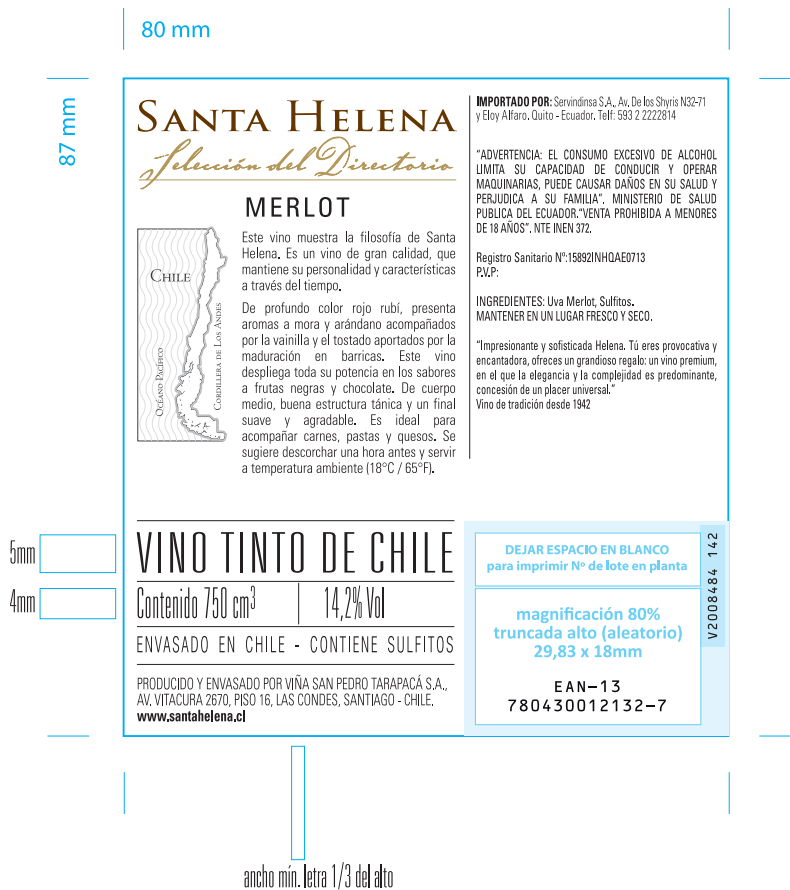 80 mm
87 mm
SANTA HELENA
Selección del Directorio
MERLOT
CHILE
OCÉANO PACÍFICO
CORDILLERA DE LOS ANDES
Este vino muestra la filosofía de Santa
Helena. Es un vino de gran calidad, que
mantiene su personalidad y características
a través del tiempo.
De profundo color rojo rubí, presenta
aromas a mora y arándano acompañados
por la vainilla y el tostado aportados por la
maduración en barricas. Este vino
despliega toda su potencia en los sabores
a frutas negras y chocolate. De cuerpo
medio, buena estructura tánica y un final
suave y agradable. Es ideal para
acompañar carnes, pastas y quesos. Se
sugiere descorchar una hora antes y servir
a temperatura ambiente (18°C / 65°F).
IMPORTADO POR: Servindinsa S.A., Av. De los Shyris N32-71
y Eloy Alfaro. Quito - Ecuador. Telf: 593 2 2222814
"ADVERTENCIA: EL CONSUMO EXCESIVO DE ALCOHOL
LIMITA SU CAPACIDAD DE CONDUCIR Y OPERAR
MAQUINARIAS, PUEDE CAUSAR DAÑOS EN SU SALUD Y
PERJUDICA A SU FAMILIA". MINISTERIO DE SALUD
PUBLICA DEL ECUADOR."VENTA PROHIBIDA A MENORES
DE 18 AÑOS". NTE INEN 372.
Registro Sanitario Nº:15892INHQAE0713
P.V.P:
INGREDIENTES: Uva Merlot, Sulfitos.
MANTENER EN UN LUGAR FRESCO Y SECO.
"Impresionante y sofisticada Helena. Tú eres provocativa y
encantadora, ofreces un grandioso regalo: un vino premium,
en el que la elegancia y la complejidad es predominante,
concesión de un placer universal."
Vino de tradición desde 1942
5mm
4mm
VINO TINTO DE CHILE
Contenido 750 cm³ 14,2% Vol
ENVASADO EN CHILE - CONTIENE SULFITOS
PRODUCIDO Y ENVASADO POR VIÑA SAN PEDRO TARAPACÁ S.A.,
AV. VITACURA 2670, PISO 16, LAS CONDES, SANTIAGO - CHILE.
www.santahelena.cl
DEJAR ESPACIO EN BLANCO
para imprimir Nº de lote en planta
V2008484 142
magnificación 80%
truncada alto (aleatorio)
29,83 x 18mm
EAN-13
780430012132-7
ancho mín. letra 1/3 del alto